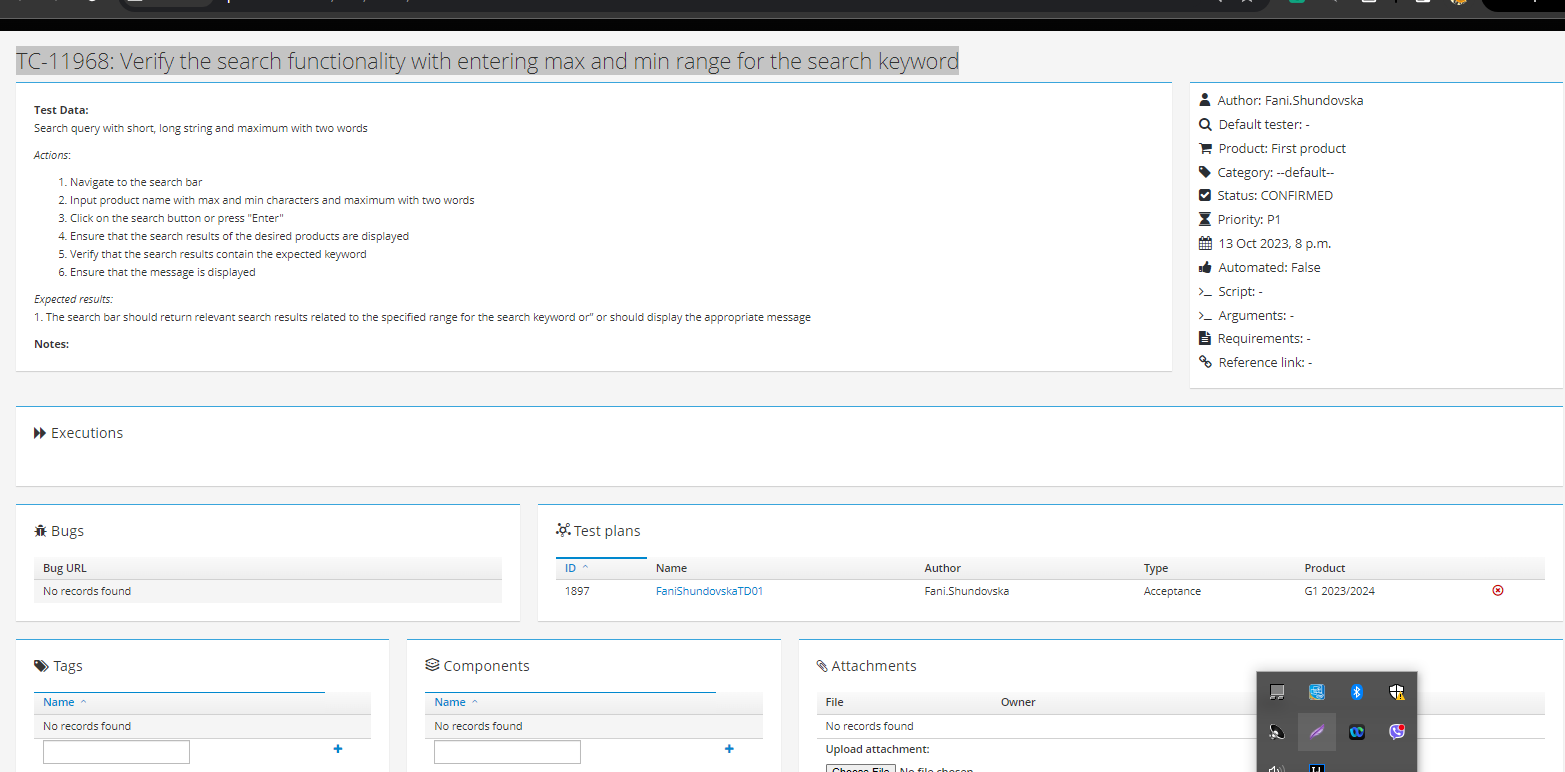 TC-11968: Verify the search functionality with entering max and min range for the search keyword
Test Data:
Search query with short, long string and maximum with two words
Actions:
1. Navigate to the search bar
2. Input product name with max and min characters and maximum with two words
3. Click on the search button or press "Enter"
4. Ensure that the search results of the desired products are displayed
5. Verify that the search results contain the expected keyword
6. Ensure that the message is displayed
Expected results:
1. The search bar should return relevant search results related to the specified range for the search keyword or" or should display the appropriate message
Notes:
Author: Fani.Shundovska
Default tester: -
Product: First product
Category: --default--
Status: CONFIRMED
Priority: P1
13 Oct 2023, 8 p.m.
Automated: False
Script: -
Arguments: -
Requirements: -
Reference link: -
Executions
Bugs
Bug URL
No records found
Test plans
ID Name Author Type Product
1897 FaniShundovskaTD01 Fani.Shundovska Acceptance G1 2023/2024
Tags
Name
No records found
Components
Name
No records found
Attachments
File Owner
No records found
Upload attachment:
Choose File No file chosen